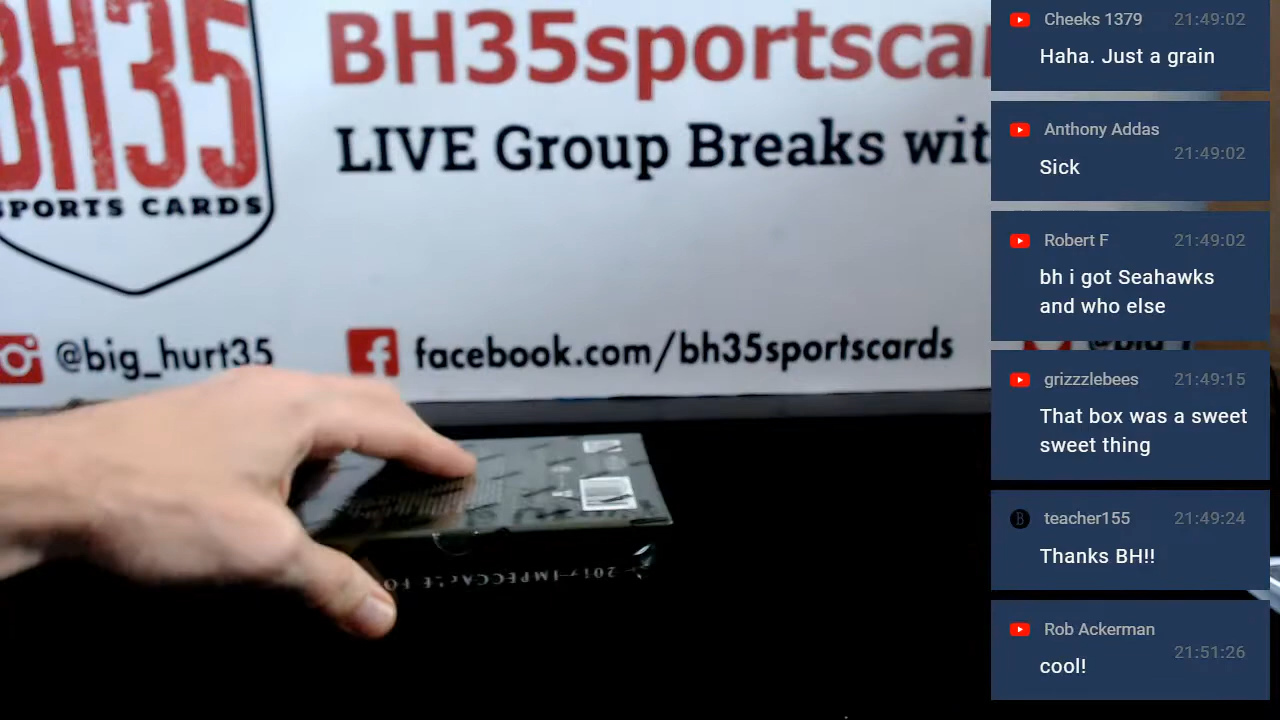 BH35
SPORTS CARDS
BH35sportsca
LIVE Group Breaks wit
@big_hurt35
facebook.com/bh35sportscards
Cheeks 1379 21:49:02
Haha. Just a grain
Anthony Addas
21:49:02
Sick
Robert F 21:49:02
bh i got Seahawks
and who else
grizzzlebees 21:49:15
That box was a sweet
sweet thing
teacher155 21:49:24
Thanks BH!!
Rob Ackerman
21:51:26
cool!